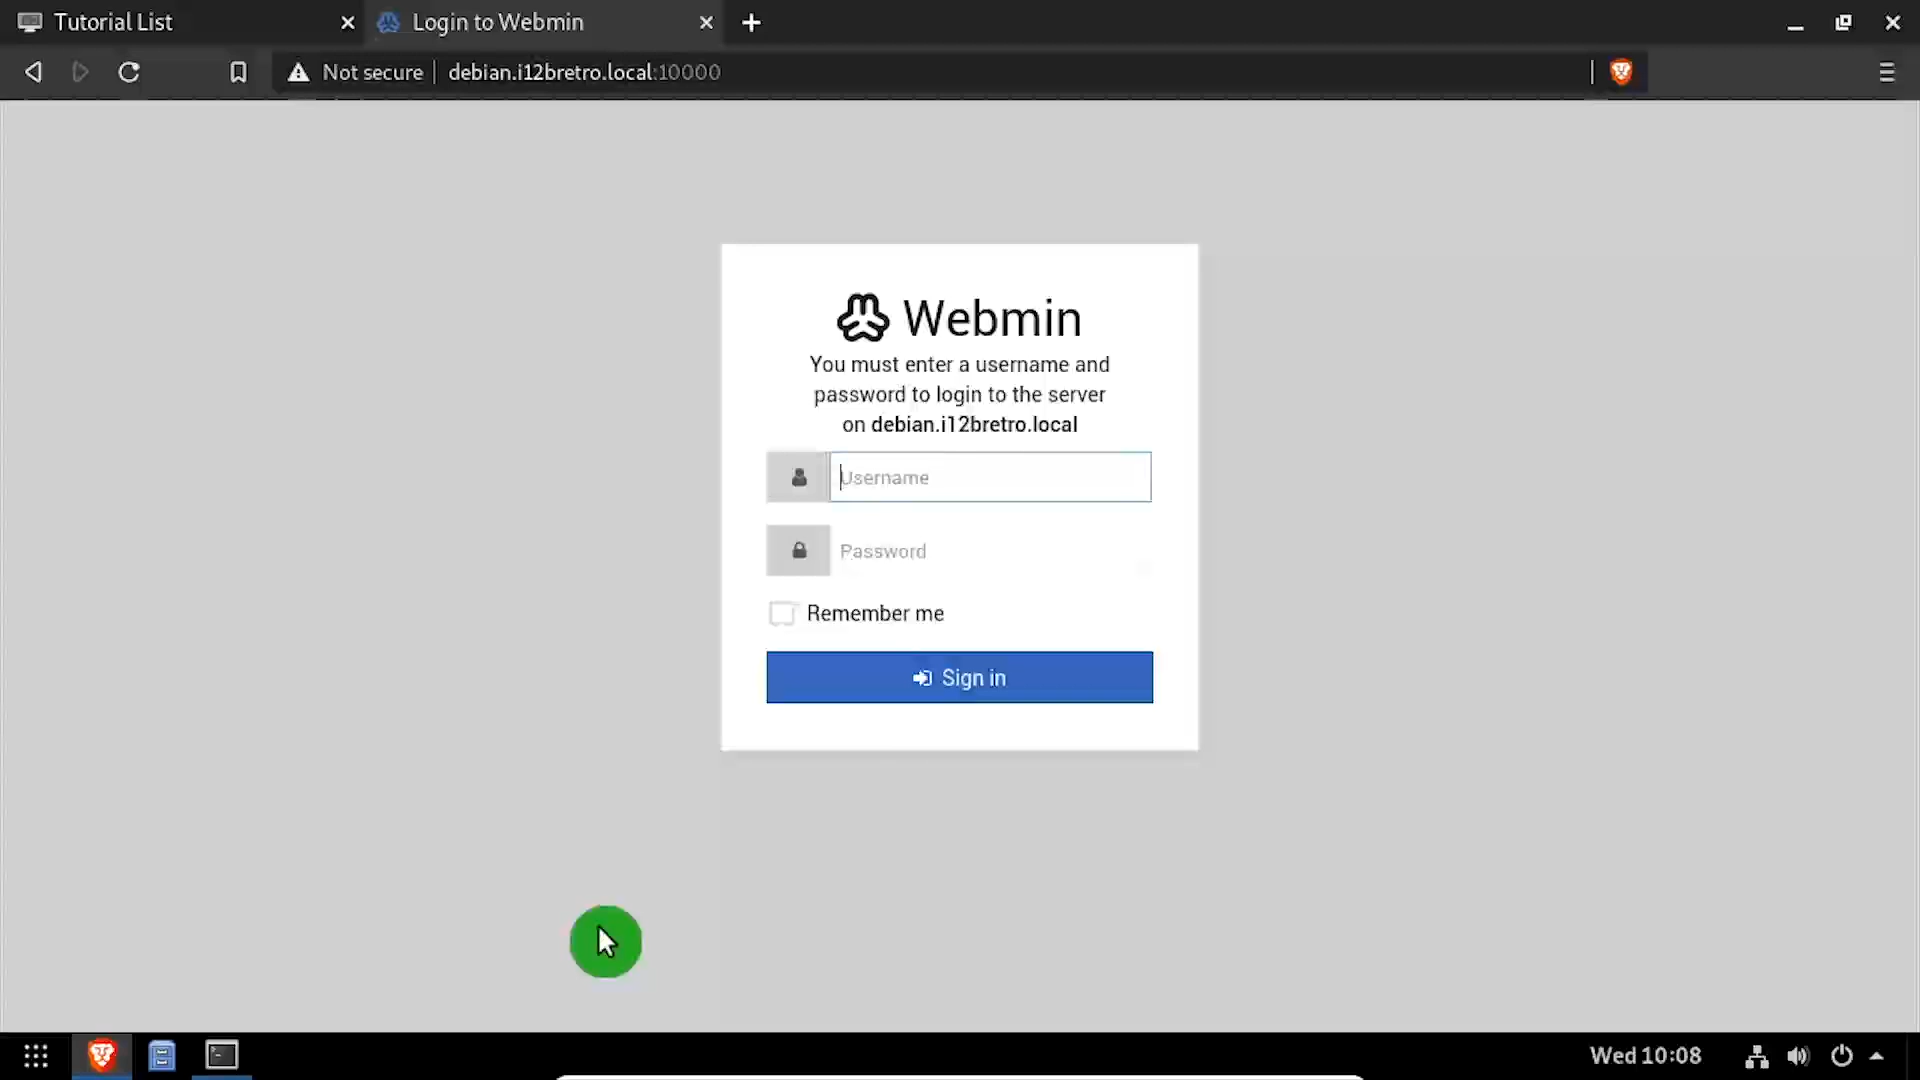 Tutorial List
Login to Webmin
Not secure
debian.i12bretro.local:10000
Webmin
You must enter a username and
password to login to the server
on debian.i12bretro.local
Username
Password
Remember me
Sign in
Wed 10:08